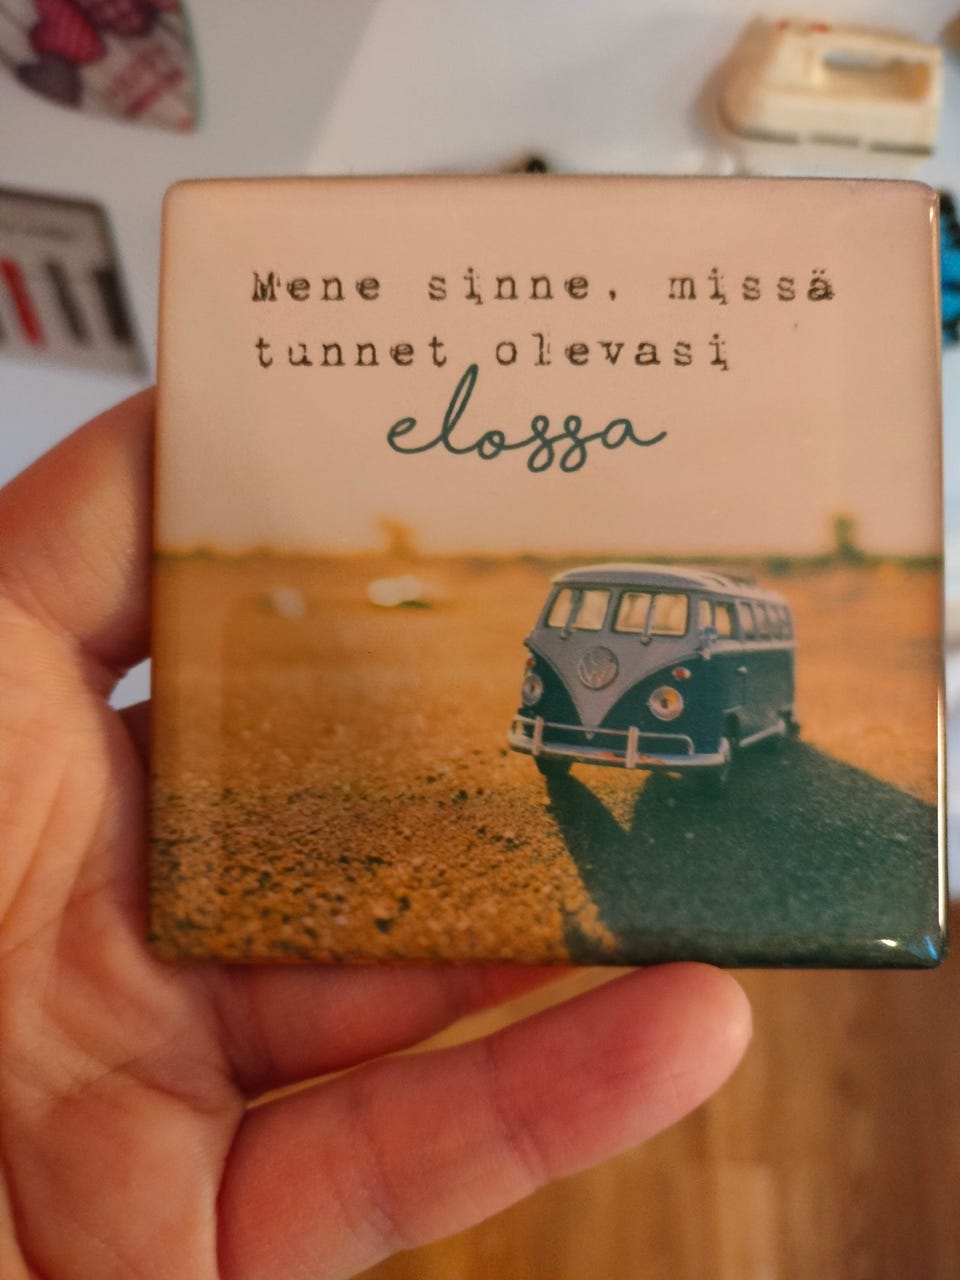 Mene sinne, missä
tunnet olevasi
elossa